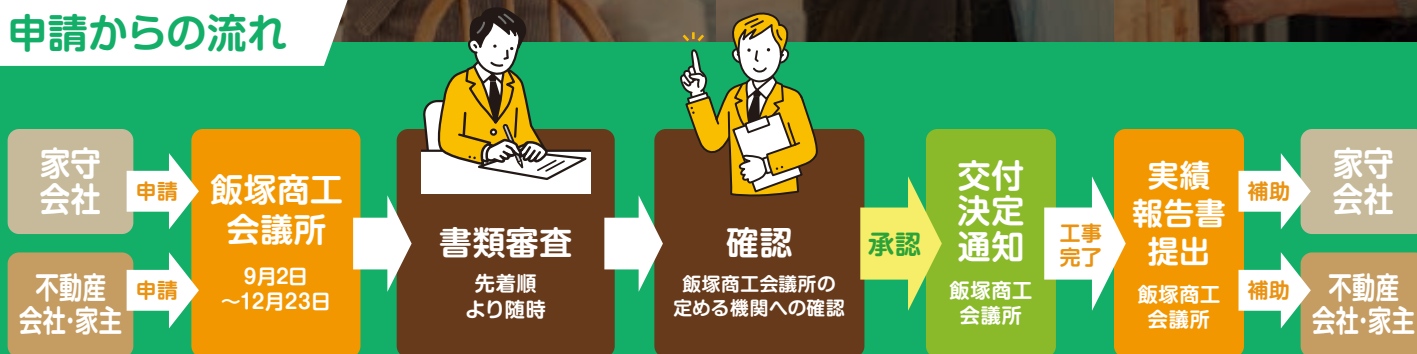 申請からの流れ
家守
会社
申請
不動産
会社・家主
申請
飯塚商工
会議所
9月2日
～12月23日
書類審査
先着順
より随時
確認
飯塚商工会議所の
定める機関への確認
承認
交付
決定
通知
飯塚商工
会議所
工事
完了
実績
報告書
提出
飯塚商工
会議所
補助
家守
会社
補助
不動産
会社・家主